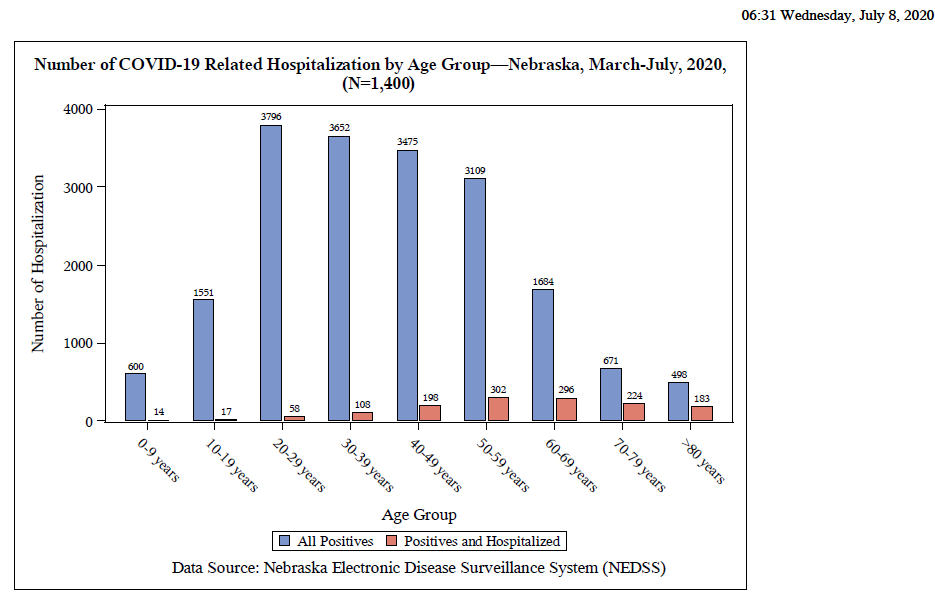 06:31 Wednesday, July 8, 2020
Number of COVID-19 Related Hospitalization by Age Group—Nebraska, March-July, 2020,
(N=1,400)
Number of Hospitalization
4000
3000
2000
1000
0
600
14
1551
17
3796
58
3652
108
3475
198
3109
302
1684
296
671
224
498
183
0-9 years
10-19 years
20-29 years
30-39 years
40-49 years
50-59 years
60-69 years
70-79 years
>80 years
Age Group
All Positives
Positives and Hospitalized
Data Source: Nebraska Electronic Disease Surveillance System (NEDSS)